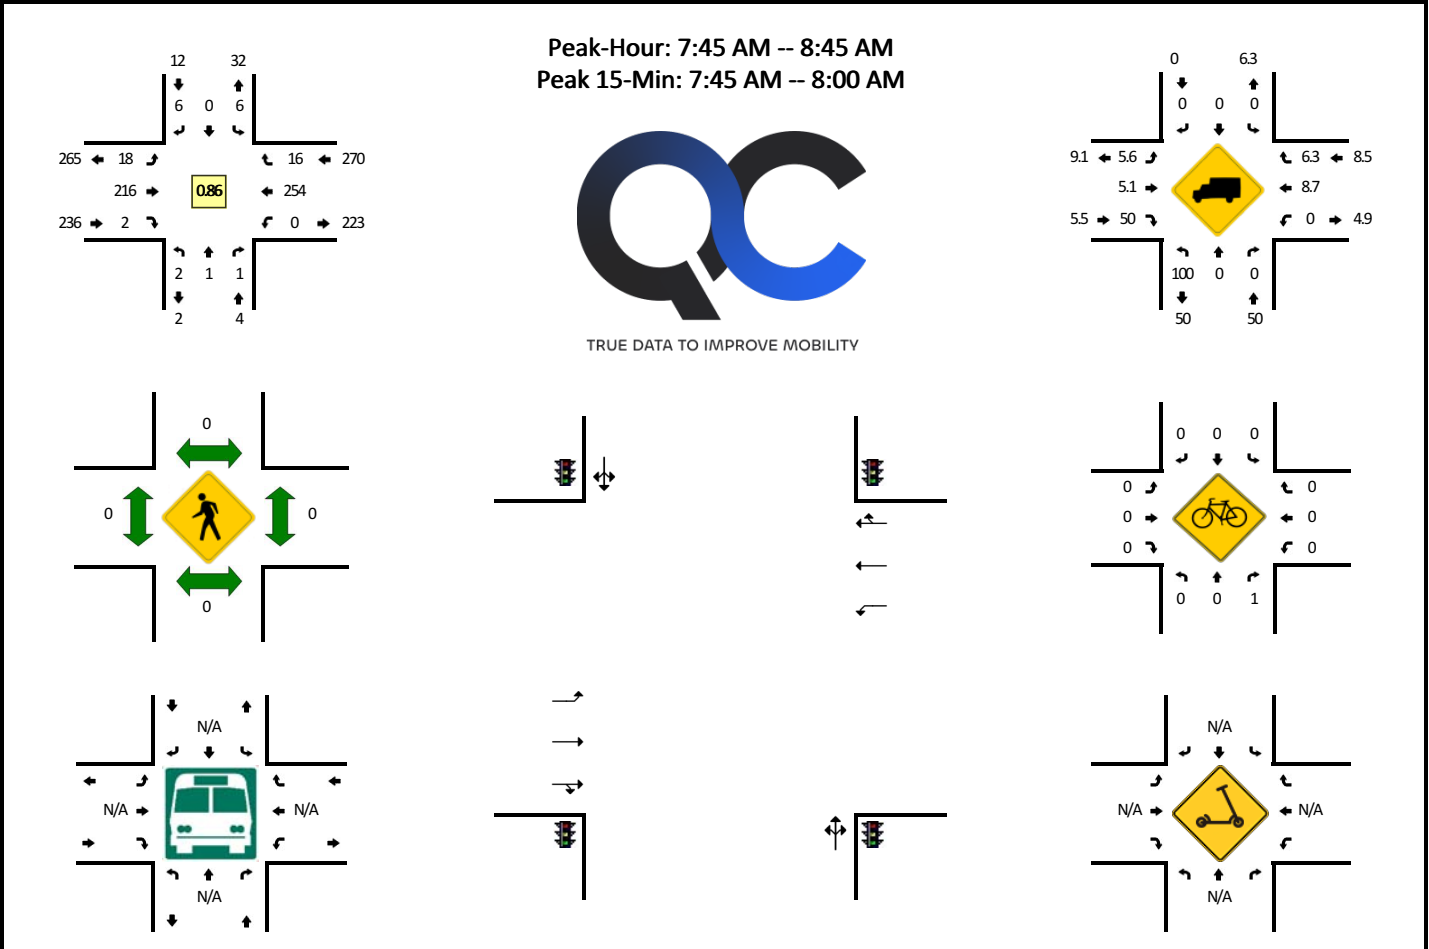 Peak-Hour: 7:45 AM -- 8:45 AM
Peak 15-Min: 7:45 AM -- 8:00 AM
12 32
6 0 6
265 18 16 270
216 0.86 254
236 2 0 223
2 1 1
2 4
QC
TRUE DATA TO IMPROVE MOBILITY
0 6.3
0 0 0
9.1 5.6 6.3 8.5
5.1 8.7
5.5 50 0 4.9
100 0 0
50 50
0
0 0
0
0 0 0
0 0
0 0
0 0
0 0 1
N/A
N/A N/A
N/A
N/A
N/A N/A
N/A